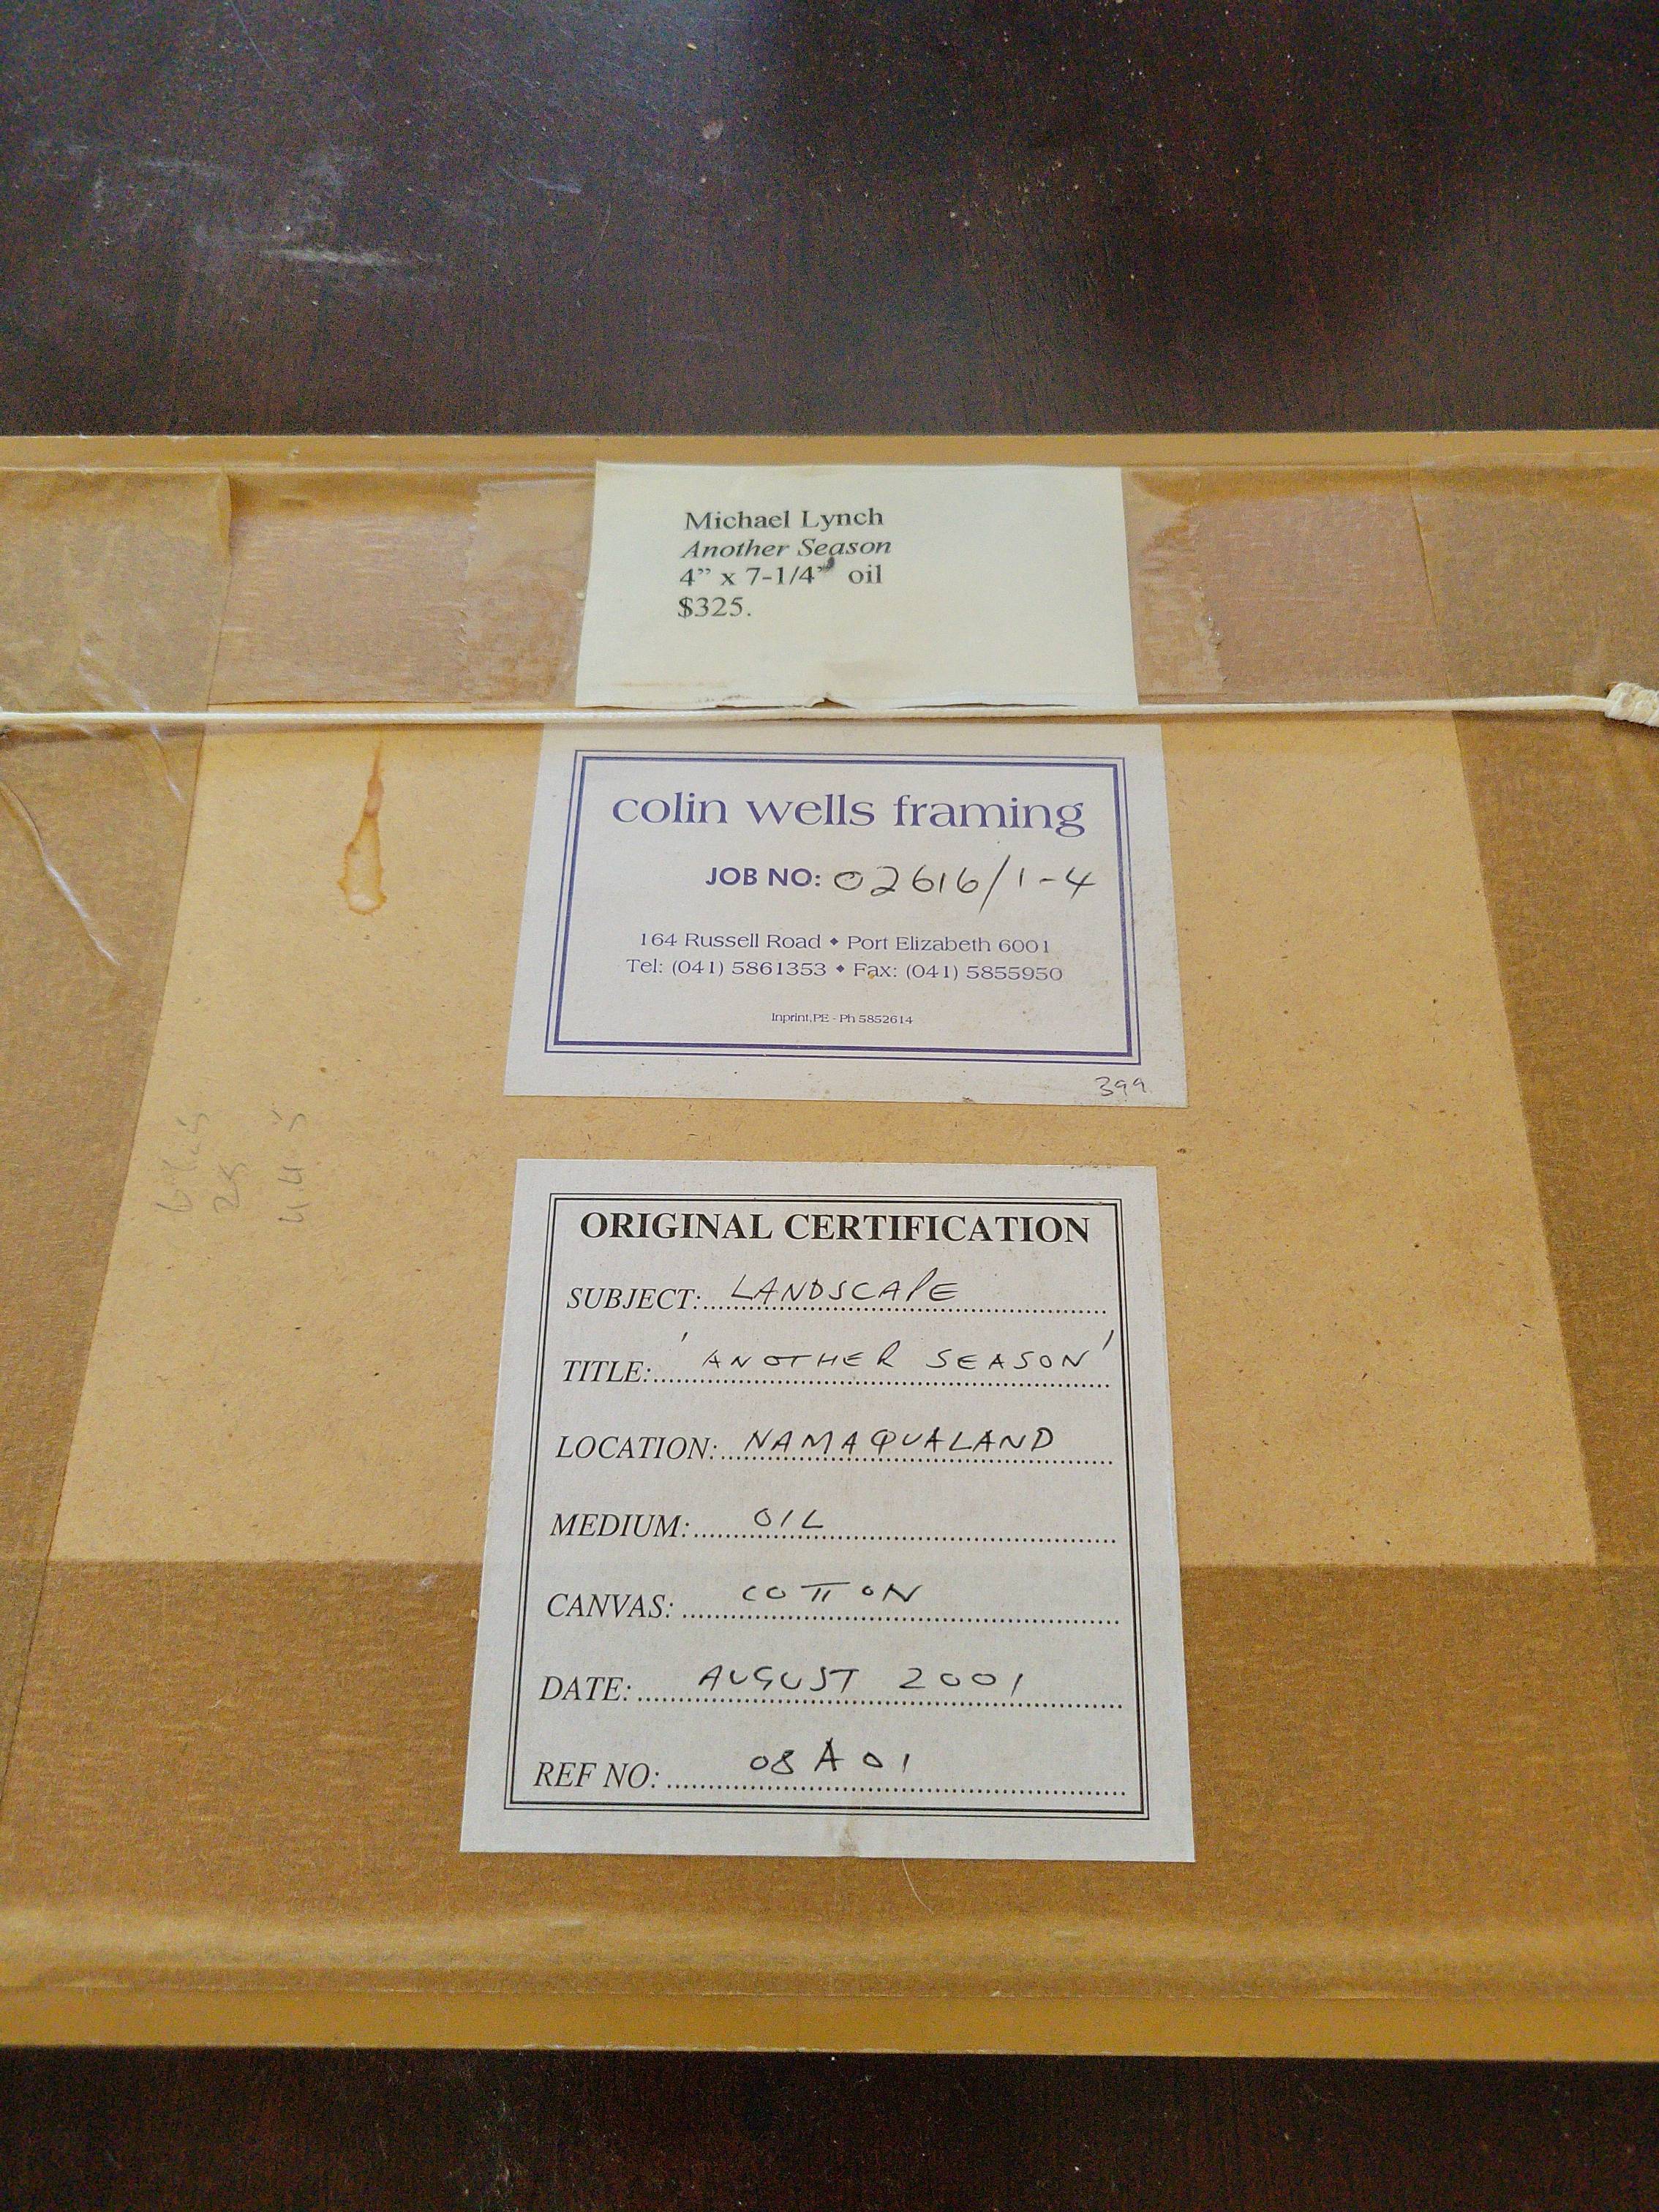 Michael Lynch
Another Season
4” x 7-1/4” oil
$325.
colin wells framing
JOB NO: 02616/1-4
164 Russell Road ♦ Port Elizabeth 6001
Tel: (041) 5861353 ♦ Fax: (041) 5855950
Inprint,PE - Ph 5852614
399
ORIGINAL CERTIFICATION
SUBJECT: LANDSCAPE
TITLE: 'ANOTHER SEASON'
LOCATION: NAMAQUALAND
MEDIUM: OIL
CANVAS: COTTON
DATE: AUGUST 2001
REF NO: 08A01